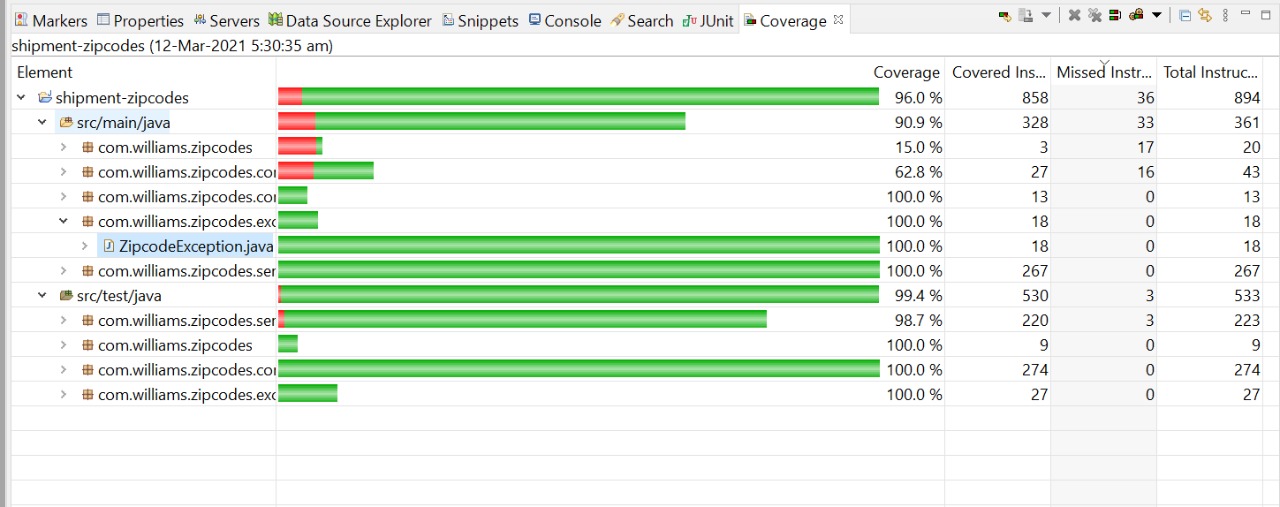 Markers Properties Servers Data Source Explorer Snippets Console Search JUnit Coverage
shipment-zipcodes (12-Mar-2021 5:30:35 am)
Element Coverage Covered Ins... Missed Instr... Total Instruc...
shipment-zipcodes 96.0 % 858 36 894
src/main/java 90.9 % 328 33 361
com.williams.zipcodes 15.0 % 3 17 20
com.williams.zipcodes.co 62.8 % 27 16 43
com.williams.zipcodes.co 100.0 % 13 0 13
com.williams.zipcodes.exc 100.0 % 18 0 18
ZipcodeException.java 100.0 % 18 0 18
com.williams.zipcodes.ser 100.0 % 267 0 267
src/test/java 99.4 % 530 3 533
com.williams.zipcodes.ser 98.7 % 220 3 223
com.williams.zipcodes 100.0 % 9 0 9
com.williams.zipcodes.co 100.0 % 274 0 274
com.williams.zipcodes.exc 100.0 % 27 0 27